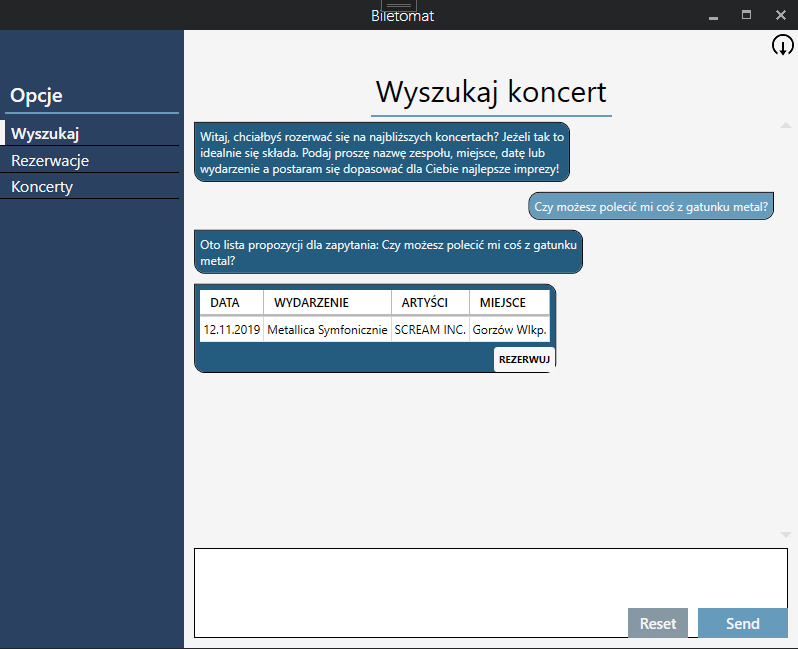 Biletomat
Opcje
Wyszukaj
Rezerwacje
Koncerty
Wyszukaj koncert
Witaj, chciałbyś rozerwać się na najbliższych koncertach? Jeżeli tak to
idealnie się składa. Podaj proszę nazwę zespołu, miejsce, datę lub
wydarzenie a postaram się dopasować dla Ciebie najlepsze imprezy!
Czy możesz polecić mi coś z gatunku metal?
Oto lista propozycji dla zapytania: Czy możesz polecić mi coś z gatunku
metal?
DATA WYDARZENIE ARTYŚCI MIEJSCE
12.11.2019 Metallica Symfonicznie SCREAM INC. Gorzów Wlkp.
REZERWUJ
Reset Send